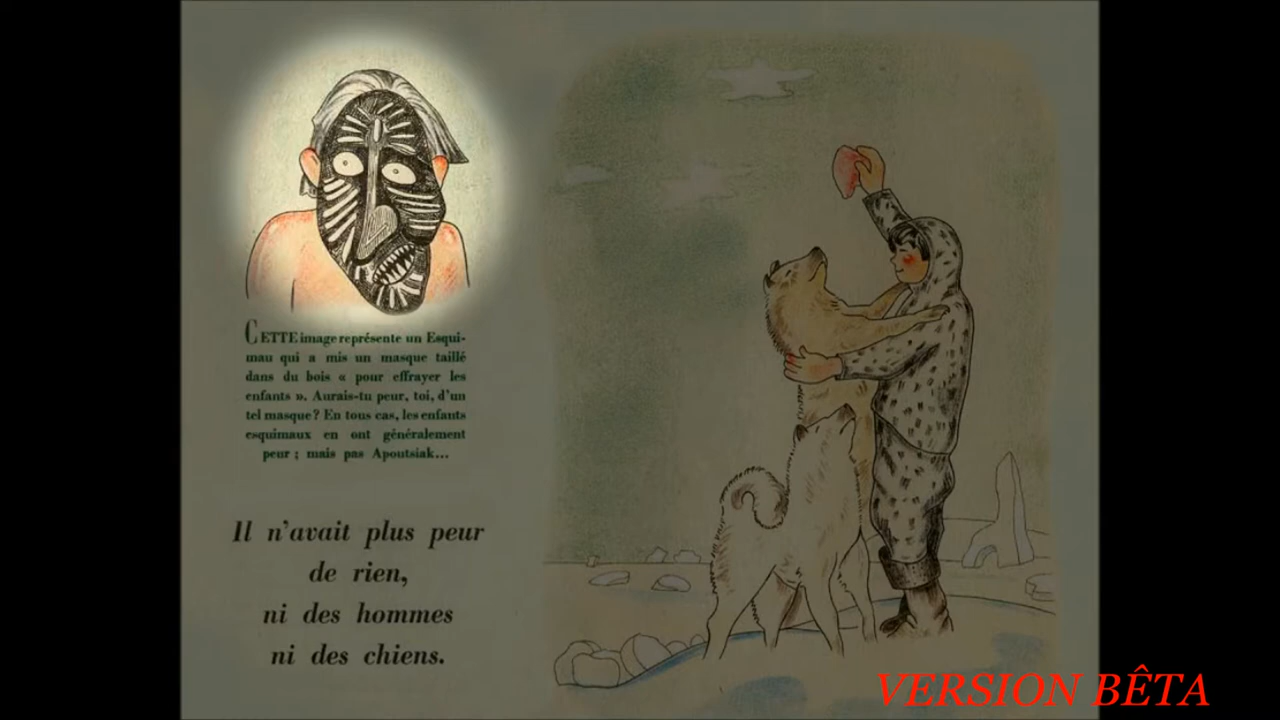 CETTE image représente un Esqui-
mau qui a mis un masque taillé
dans du bois « pour effrayer les
enfants ». Aurais-tu peur, toi, d'un
tel masque ? En tous cas, les enfants
esquimaux en ont généralement
peur ; mais pas Apoutsiak...
Il n'avait plus peur
de rien,
ni des hommes
ni des chiens.
VERSION BÊTA